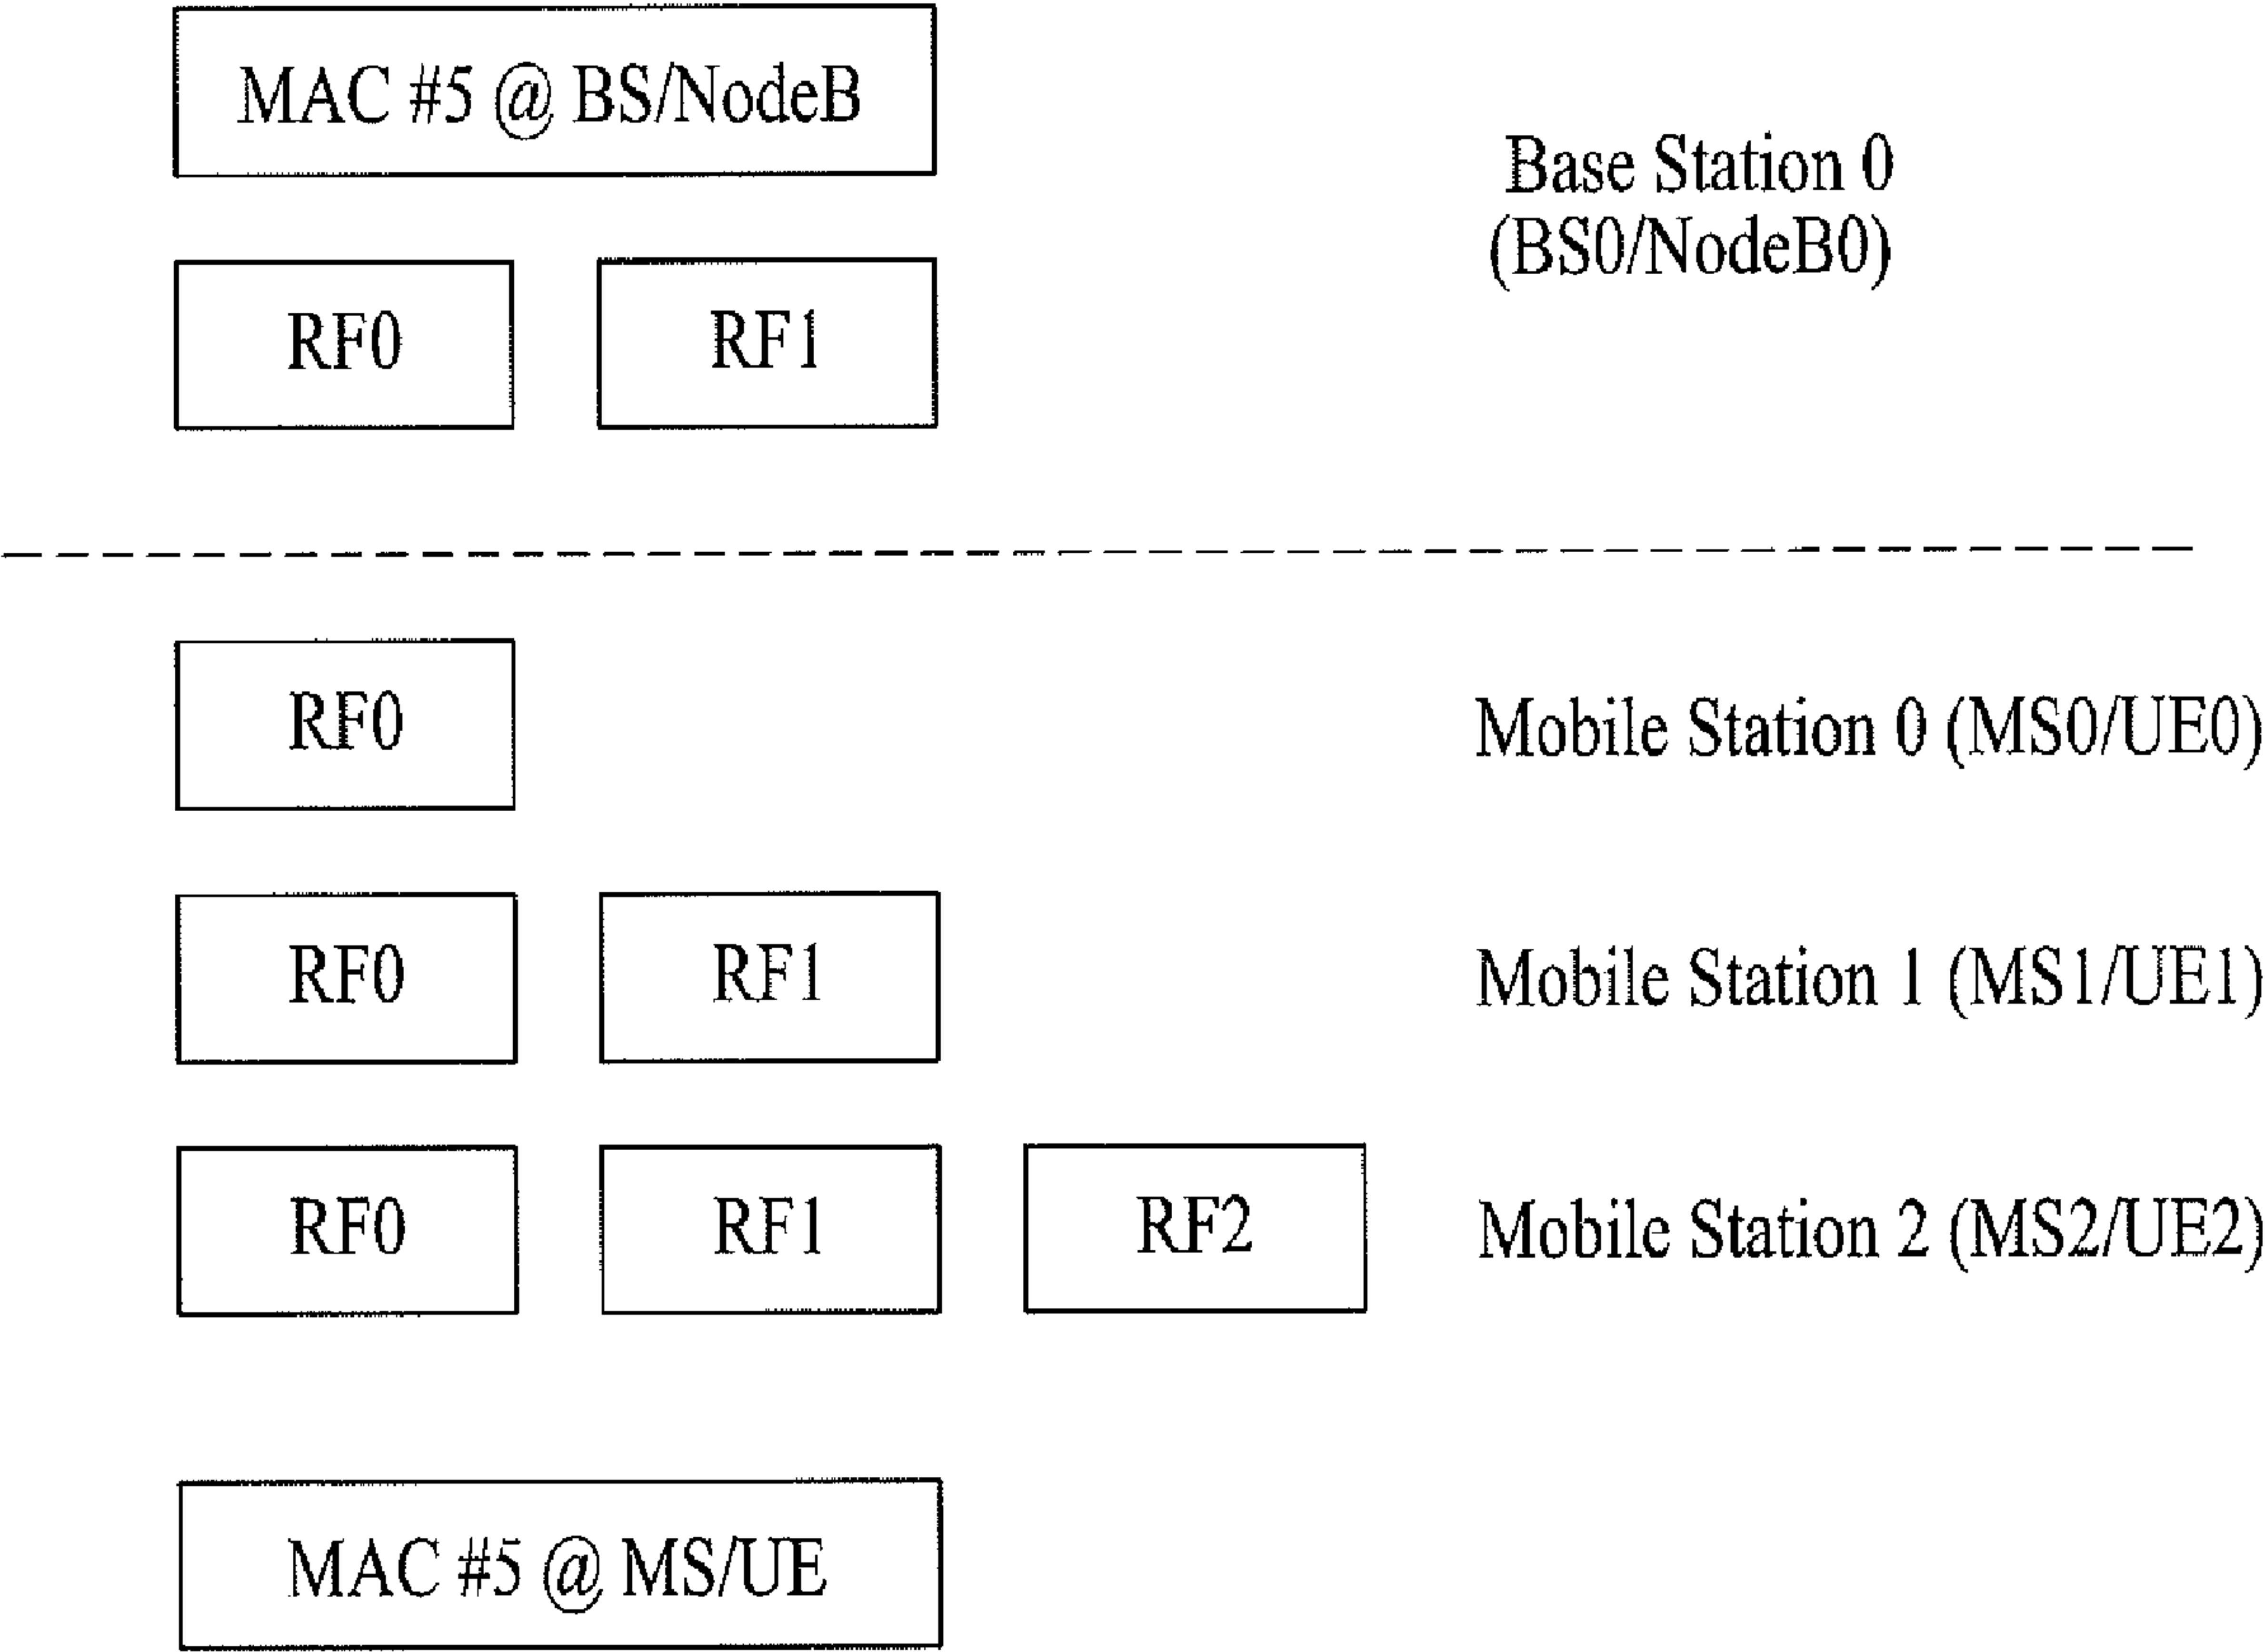 MAC #5 @ BS/NodeB
Base Station 0
(BS0/NodeB0)
RF0 RF1
RF0 Mobile Station 0 (MS0/UE0)
RF0 RF1 Mobile Station 1 (MS1/UE1)
RF0 RF1 RF2 Mobile Station 2 (MS2/UE2)
MAC #5 @ MS/UE